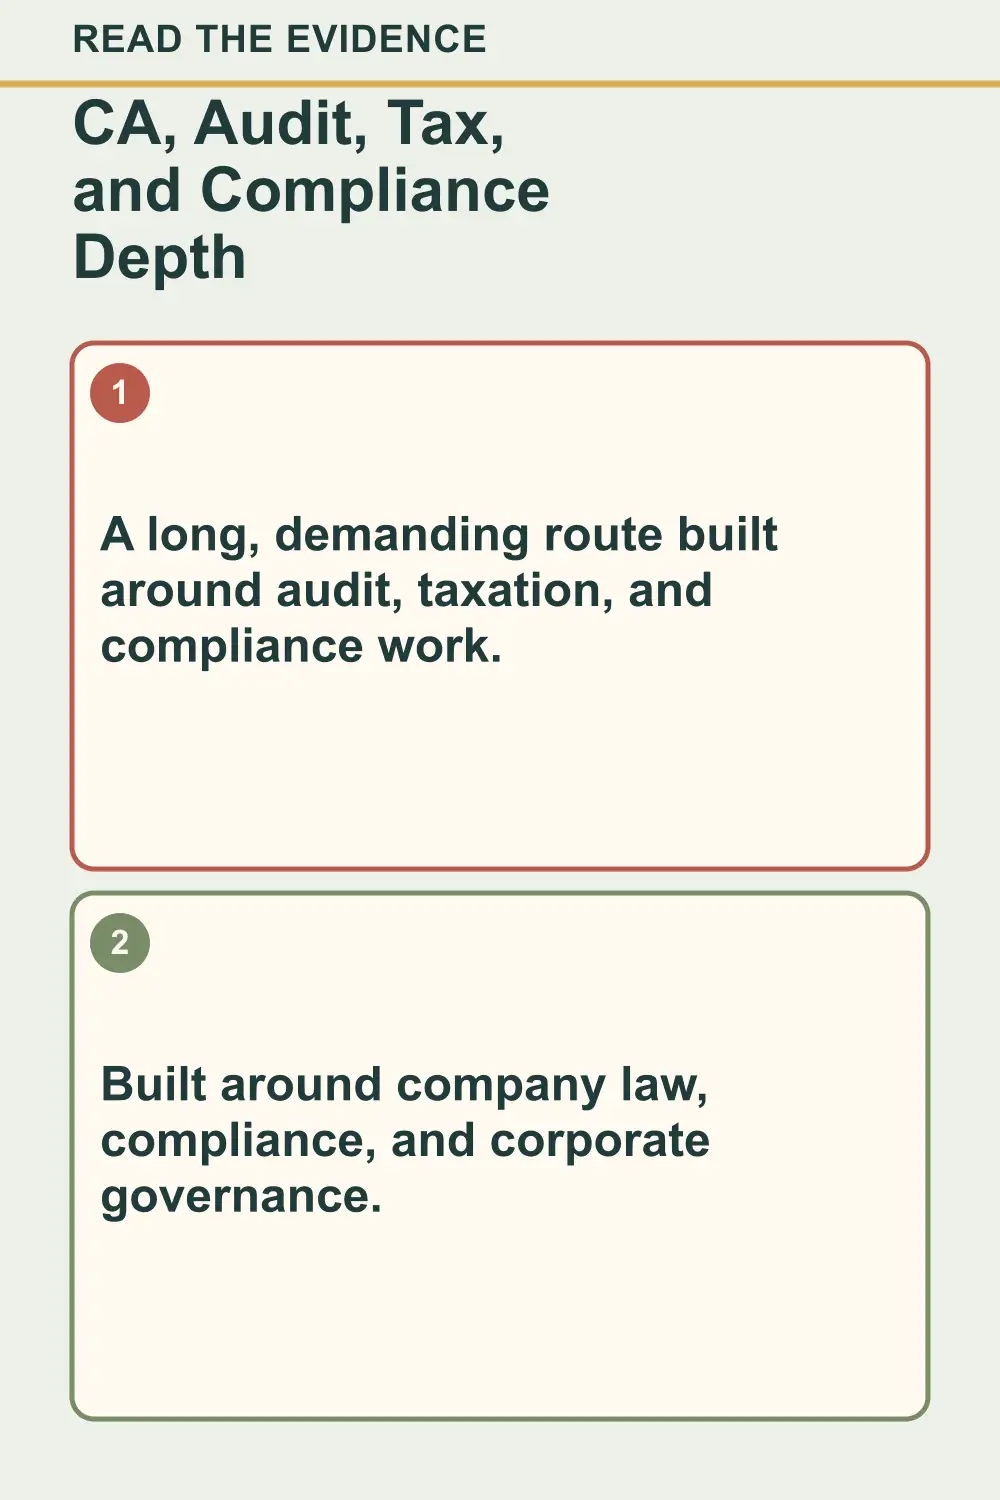 READ THE EVIDENCE
CA, Audit, Tax,
and Compliance
Depth
1
A long, demanding route built
around audit, taxation, and
compliance work.
2
Built around company law,
compliance, and corporate
governance.